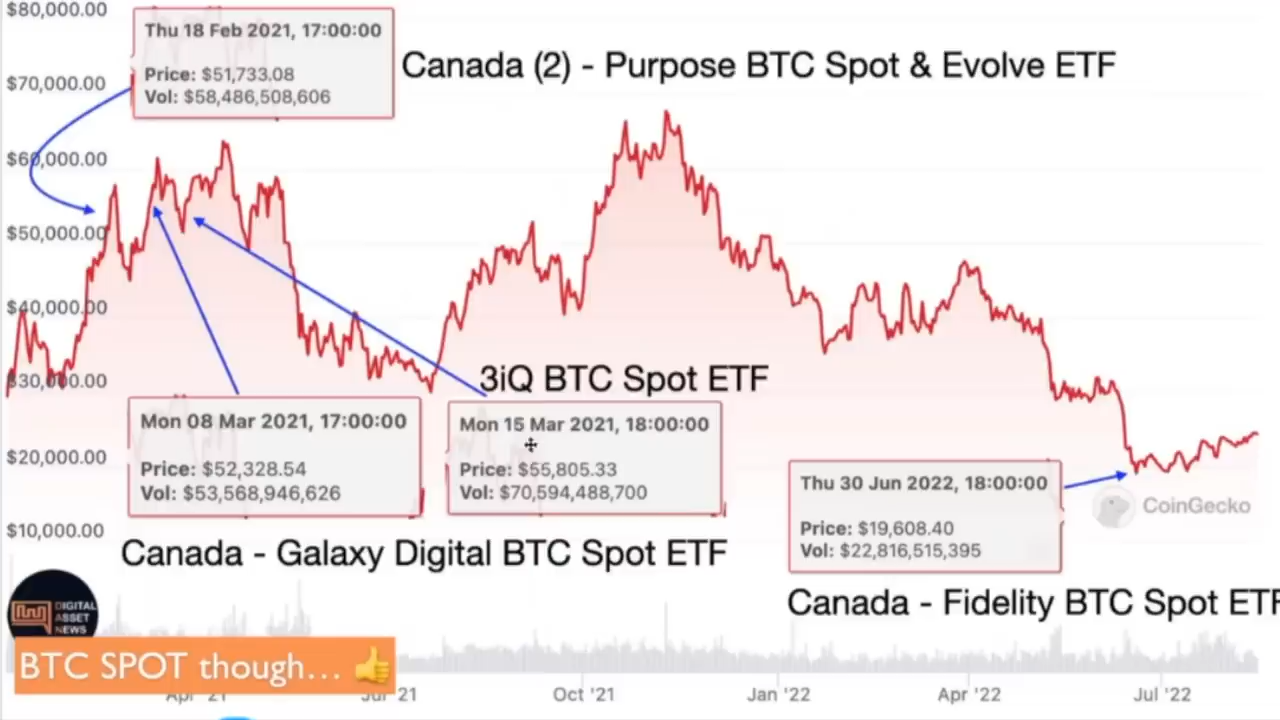 $80,000.00
Thu 18 Feb 2021, 17:00:00
Price: $51,733.08
Vol: $58,486,508,606
Canada (2) - Purpose BTC Spot & Evolve ETF
$70,000.00
$60,000.00
$50,000.00
$40,000.00
$30,000.00
3iQ BTC Spot ETF
Mon 08 Mar 2021, 17:00:00
Price: $52,328.54
Vol: $53,568,946,626
Mon 15 Mar 2021, 18:00:00
Price: $55,805.33
Vol: $70,594,488,700
$20,000.00
Thu 30 Jun 2022, 18:00:00
Price: $19,608.40
Vol: $22,816,515,395
CoinGecko
$10,000.00
Canada - Galaxy Digital BTC Spot ETF
Canada - Fidelity BTC Spot ETF
DIGITAL
ASSET
NEWS
BTC SPOT though... 👍
Apr '21
Jul '21
Oct '21
Jan '22
Apr '22
Jul '22